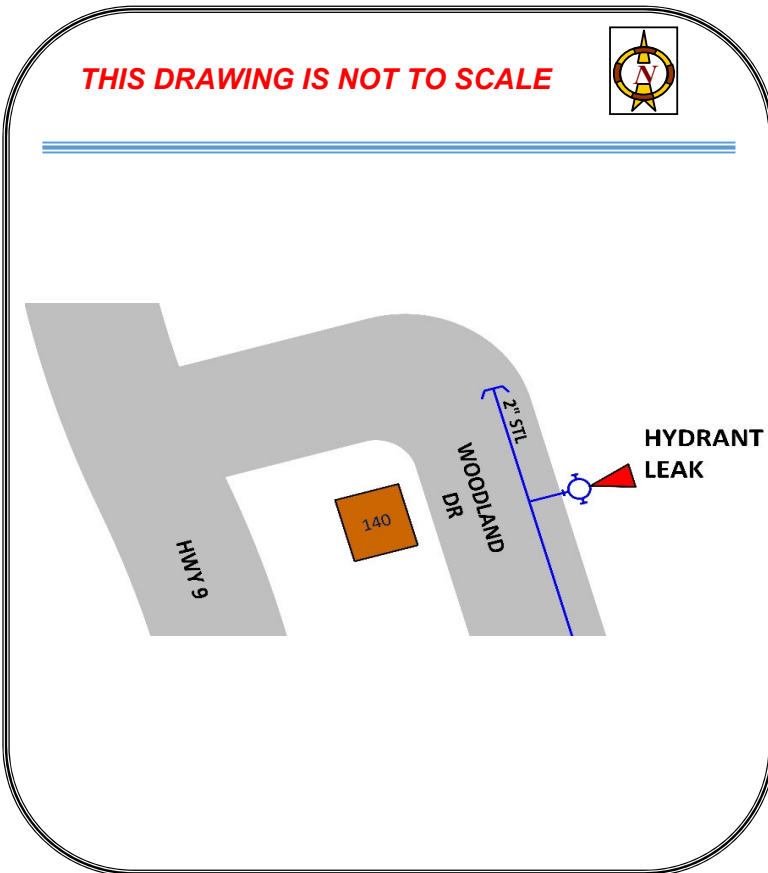 THIS DRAWING IS NOT TO SCALE
N
2" STL
HYDRANT
LEAK
WOODLAND
DR
140
HWY 9